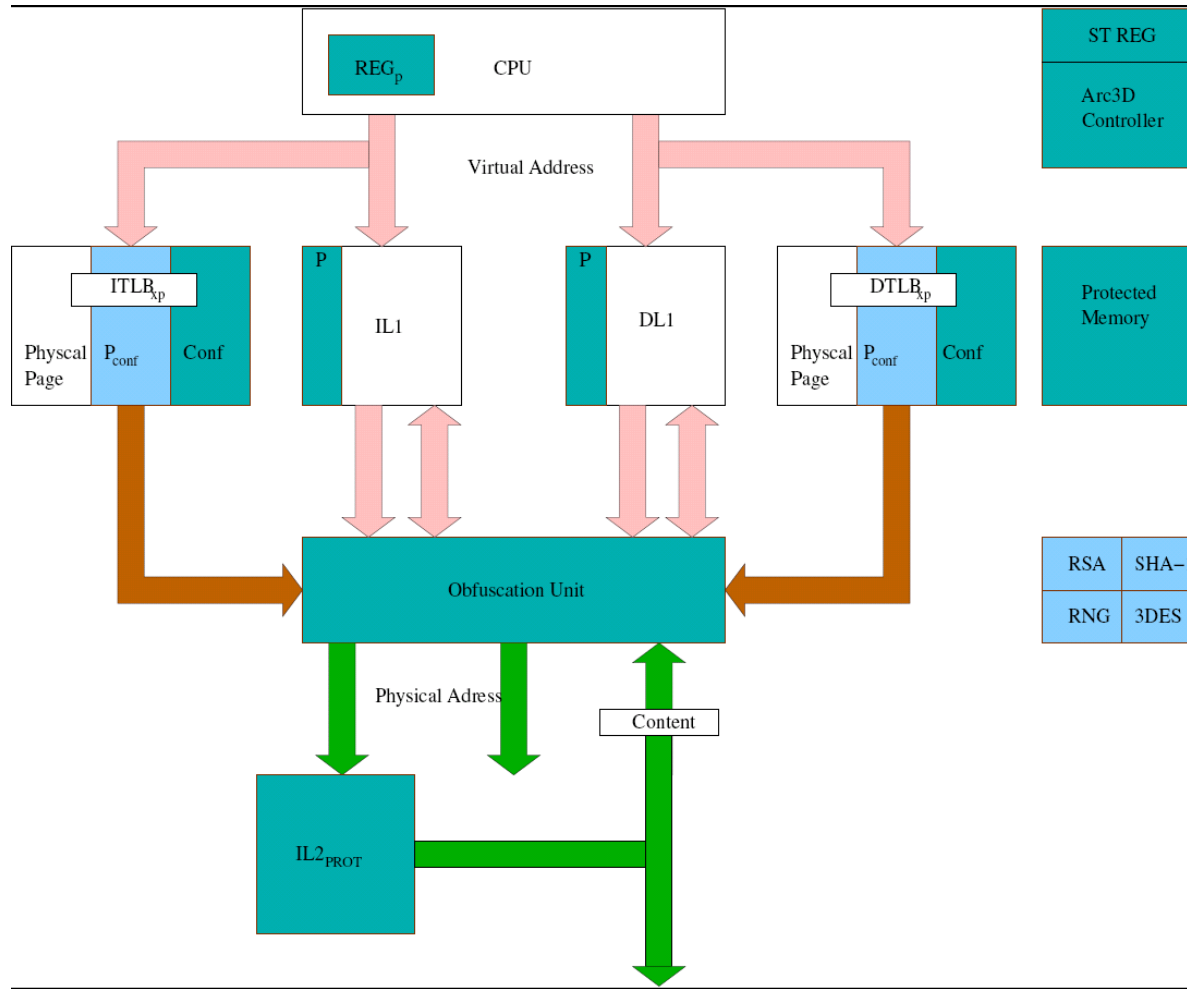 REGp CPU
ST REG
Arc3D
Controller
Virtual Address
P
P
ITLBxp
DTLBxp
IL1
DL1
Protected
Memory
Physcal
Page
Pconf
Conf
Physcal
Page
Pconf
Conf
RSA
SHA−
Obfuscation Unit
RNG
3DES
Physical Adress
Content
IL2PROT